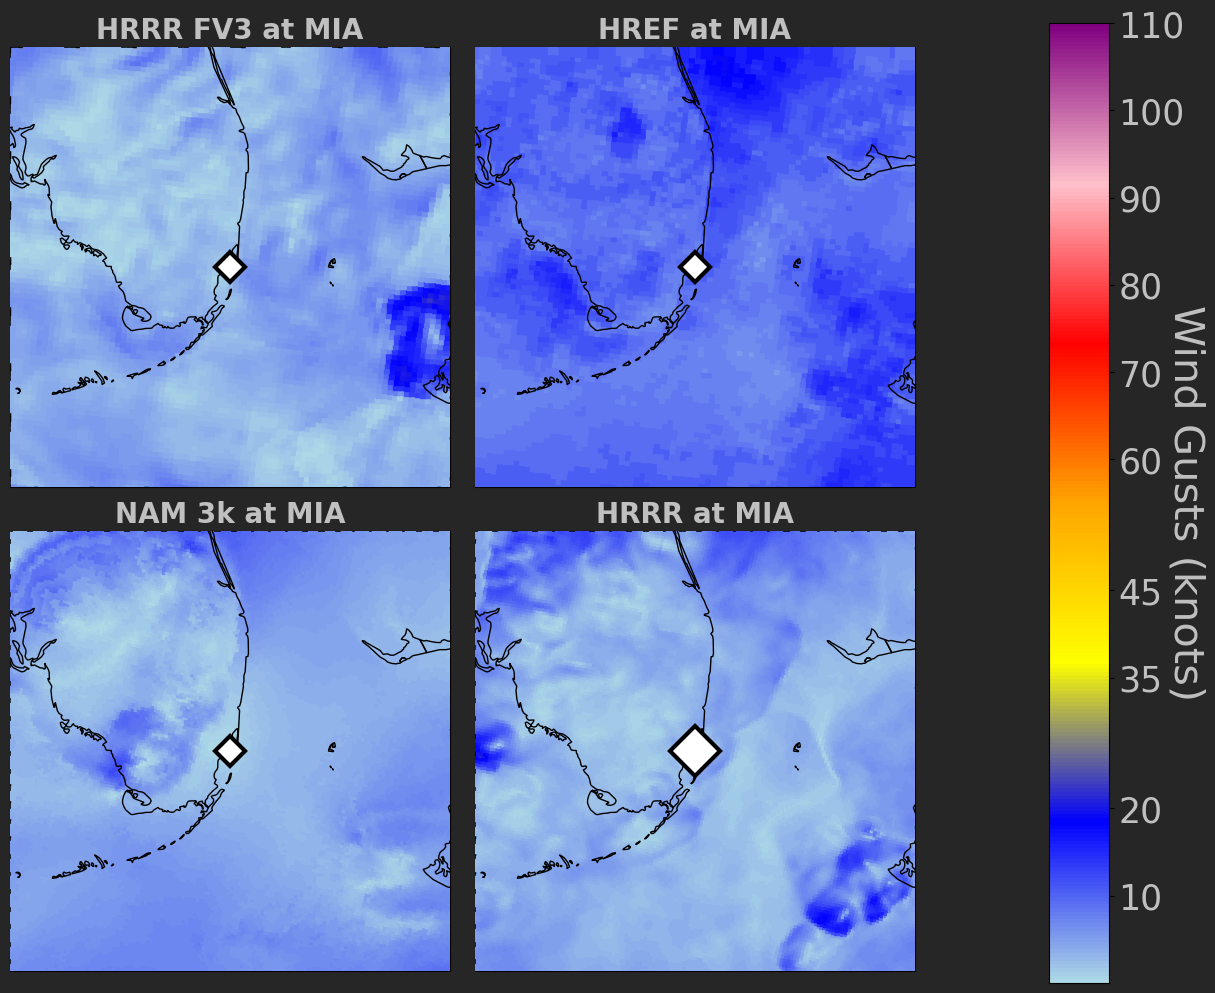 HRRR FV3 at MIA
HREF at MIA
NAM 3k at MIA
HRRR at MIA
110
100
90
80
70
60
45
35
20
10
Wind Gusts (knots)